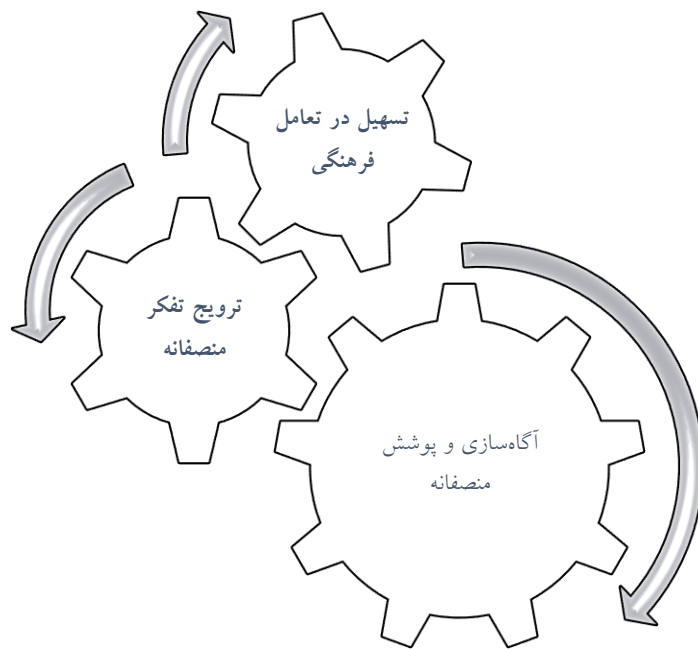 تسهیل در تعامل
فرهنگی
ترویج تفکر
منصفانه
آگاه‌سازی و پوشش
منصفانه